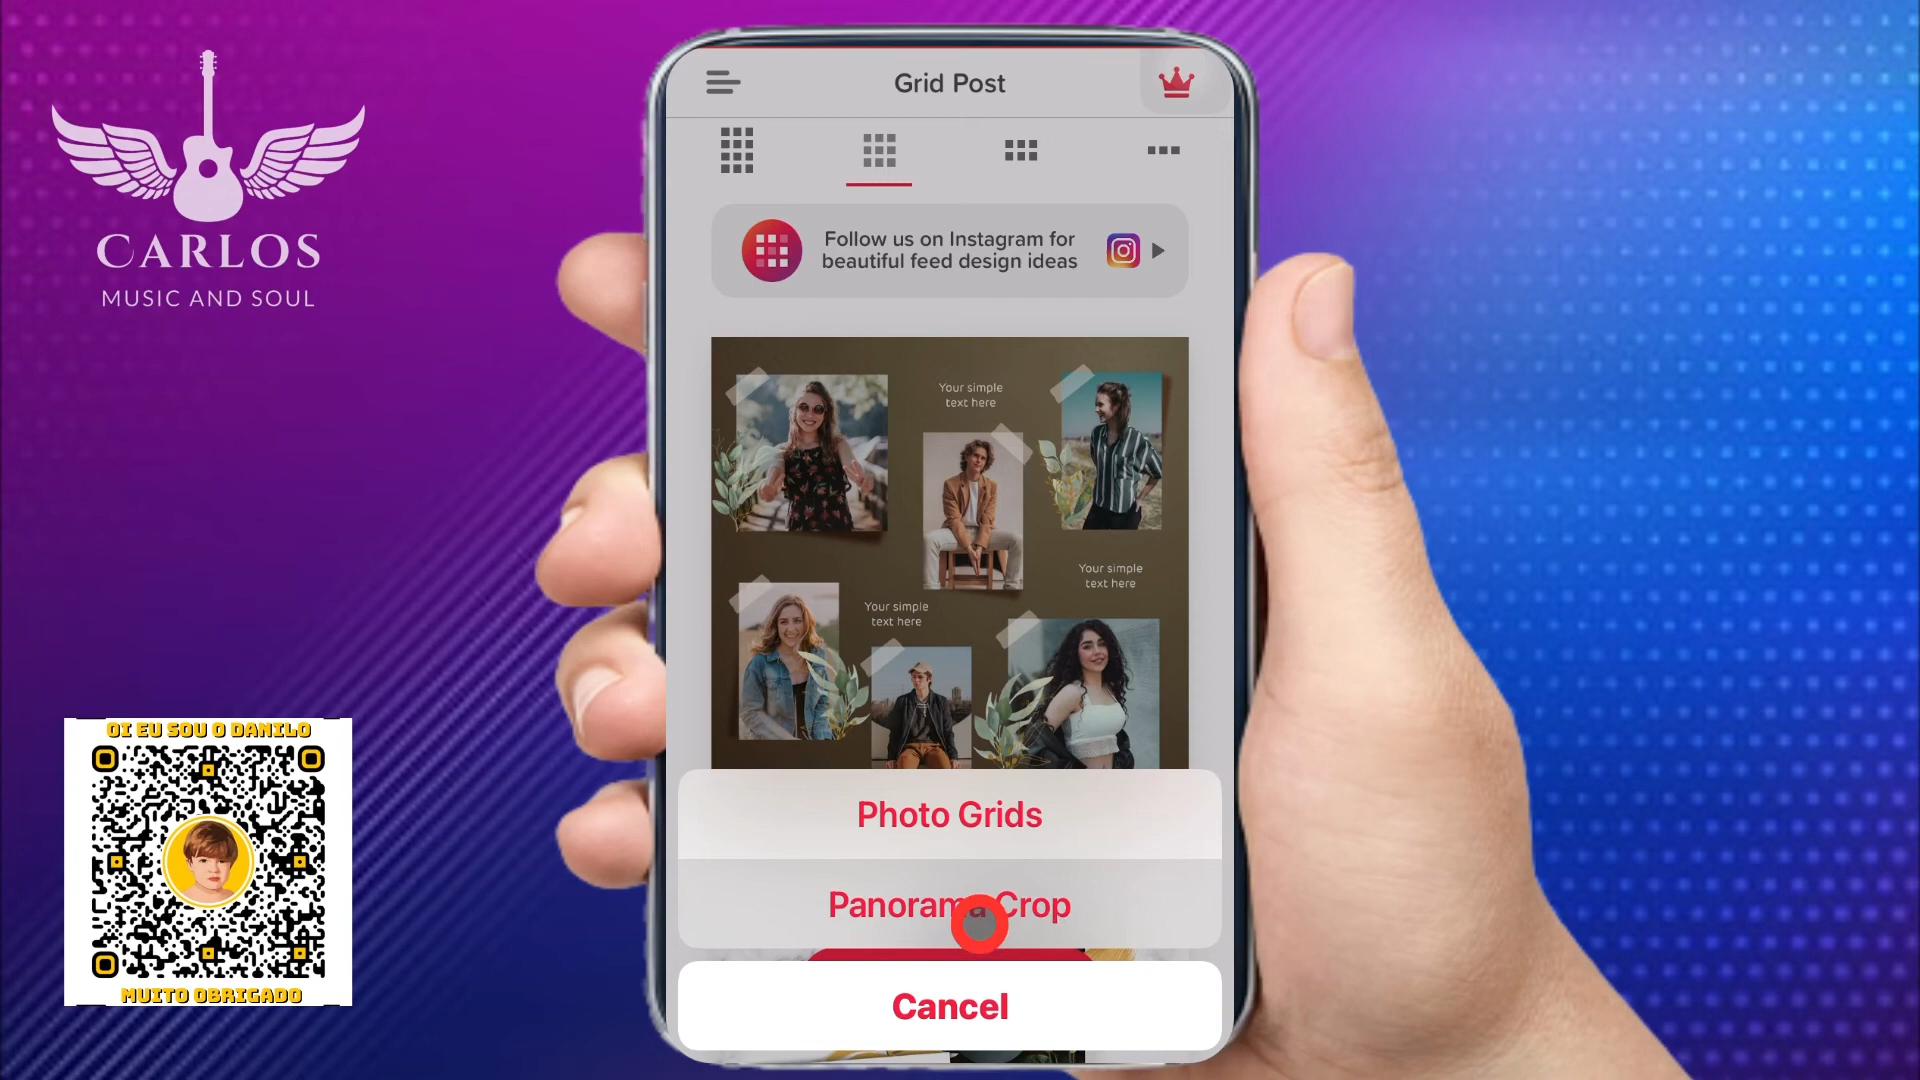 CARLOS
MUSIC AND SOUL
OI EU SOU O DANILO
MUITO OBRIGADO
Grid Post
Follow us on Instagram for
beautiful feed design ideas
Your simple
text here
Your simple
text here
Your simple
text here
Photo Grids
Panorama Crop
Cancel